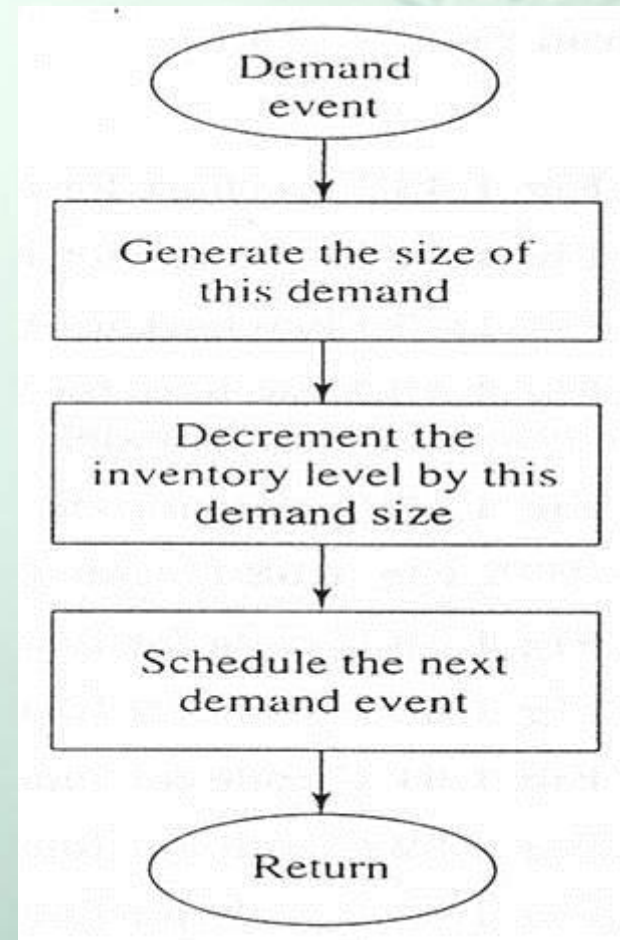 Demand
event
Generate the size of
this demand
Decrement the
inventory level by this
demand size
Schedule the next
demand event
Return